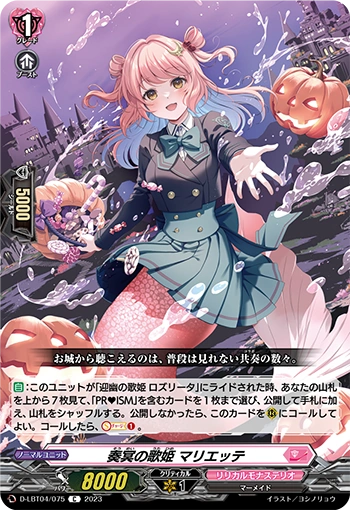 1
グレード
ブースト
5000
シールド
お城から聴こえるのは、普段は見れない共奏の数々。
自:このユニットが「迎幽の歌姫 ロズリータ」にライドされた時、あなたの山札
を上から7枚見て、「PR♥ISM」を含むカードを1枚まで選び、公開して手札に加
え、山札をシャッフルする。公開しなかったら、このカードをRにコールして
よい。コールしたら、チャージ1。
ノーマルユニット
奏冥の歌姫 マリエッテ
リリカルモナステリオ
パワー 8000 クリティカル 1
マーメイド
D-LBT04/075 C 2023
イラスト/ヨシノリョウ